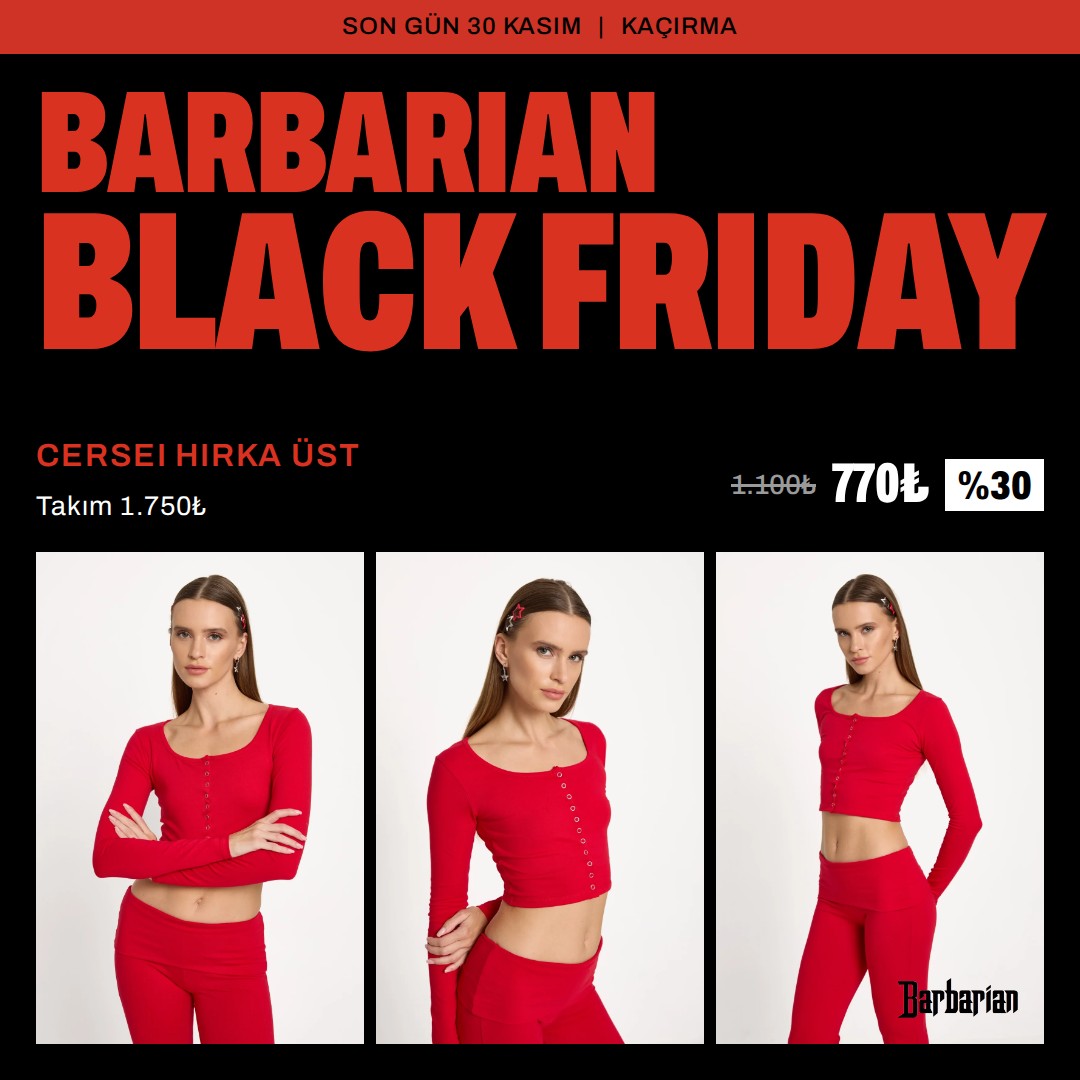 SON GÜN 30 KASIM | KAÇIRMA
BARBARIAN
BLACK FRIDAY
CERSEI HIRKA ÜST
Takım 1.750₺
1.100₺ 770₺ %30
Barbarian